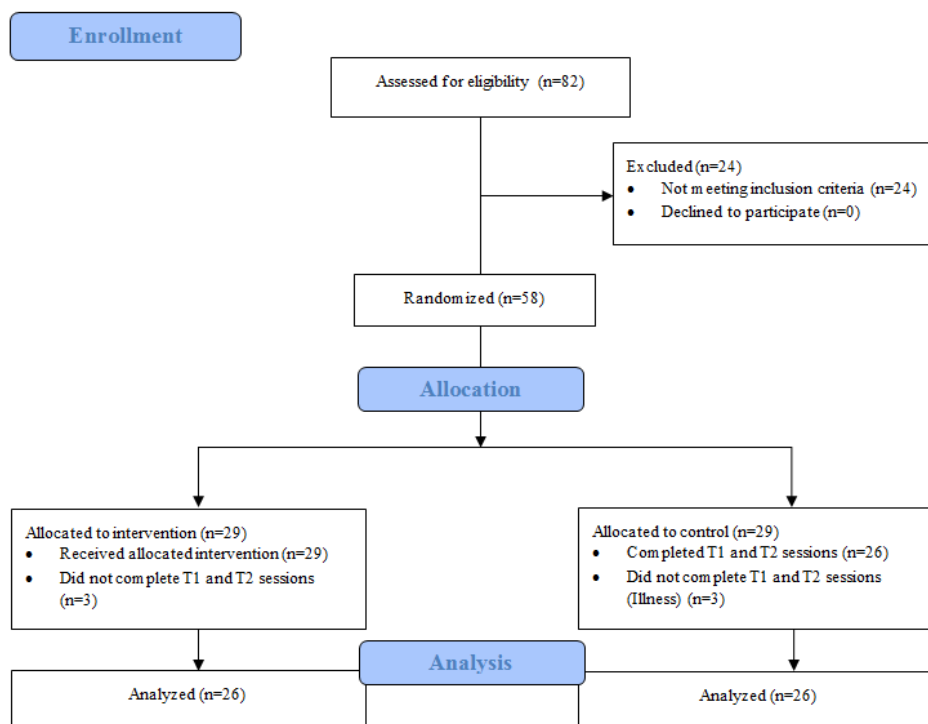 Enrollment
Assessed for eligibility (n=82)
Excluded (n=24)
• Not meeting inclusion criteria (n=24)
• Declined to participate (n=0)
Randomized (n=58)
Allocation
Allocated to intervention (n=29)
• Received allocated intervention (n=29)
• Did not complete T1 and T2 sessions
(n=3)
Allocated to control (n=29)
• Completed T1 and T2 sessions (n=26)
• Did not complete T1 and T2 sessions
(Illness) (n=3)
Analysis
Analyzed (n=26)
Analyzed (n=26)